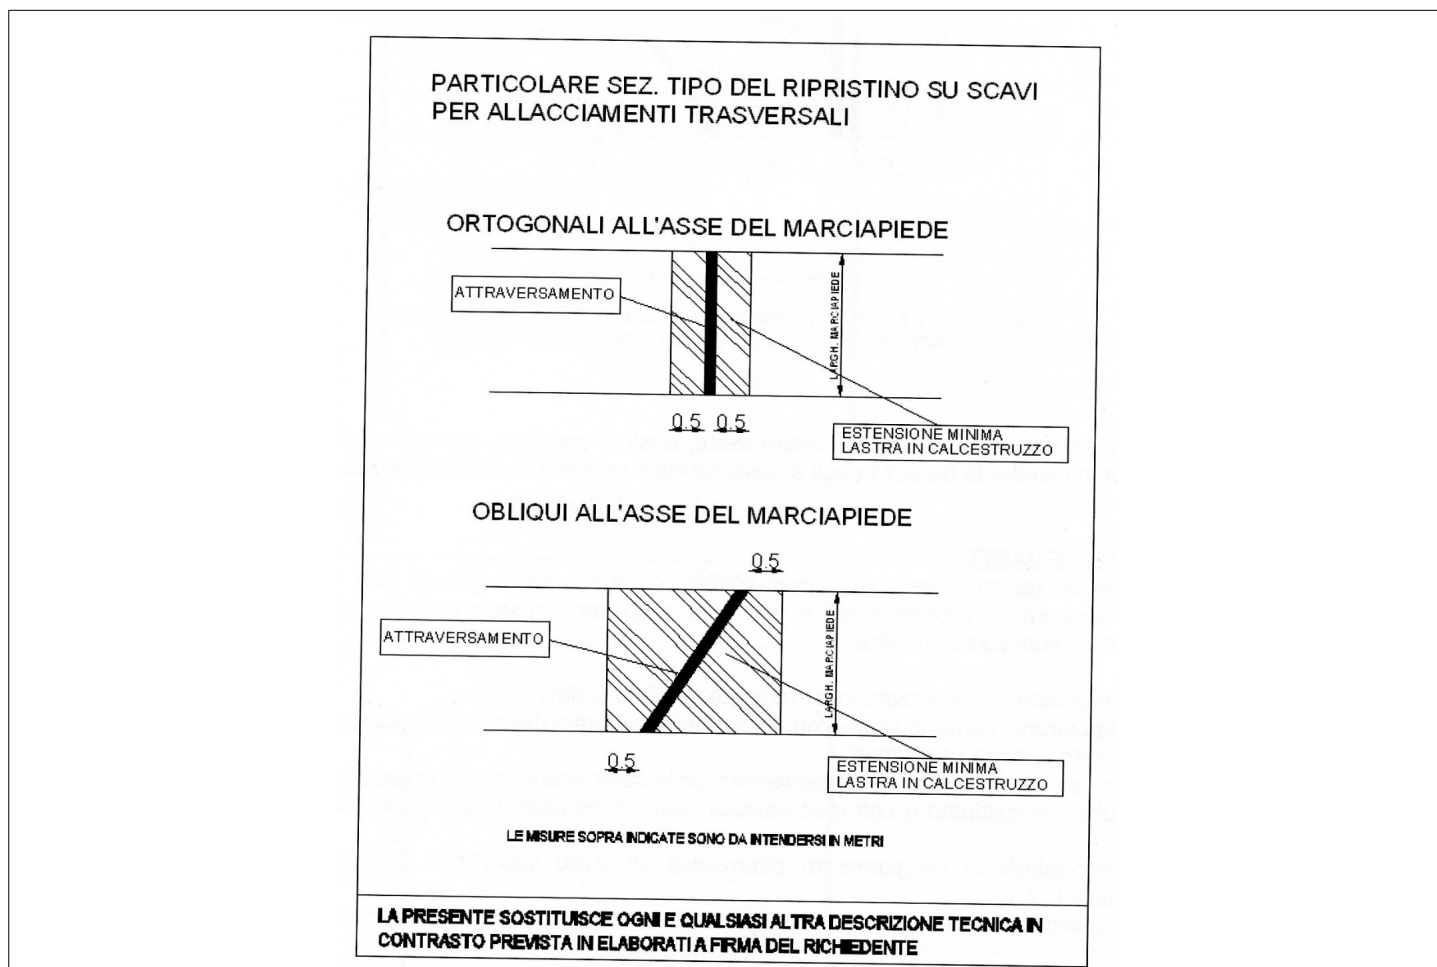 PARTICOLARE SEZ. TIPO DEL RIPRISTINO SU SCAVI
PER ALLACCIAMENTI TRASVERSALI
ORTOGONALI ALL'ASSE DEL MARCIAPIEDE
ATTRAVERSAMENTO
LARGH. MARCIAPIEDE
0.5
0.5
ESTENSIONE MINIMA
LASTRA IN CALCESTRUZZO
OBLIQUI ALL'ASSE DEL MARCIAPIEDE
0.5
ATTRAVERSAMENTO
LARGH. MARCIAPIEDE
0.5
ESTENSIONE MINIMA
LASTRA IN CALCESTRUZZO
LE MISURE SOPRA INDICATE SONO DA INTENDERSI IN METRI
LA PRESENTE SOSTITUISCE OGNI E QUALSIASI ALTRA DESCRIZIONE TECNICA IN
CONTRASTO PREVISTA IN ELABORATI A FIRMA DEL RICHIEDENTE